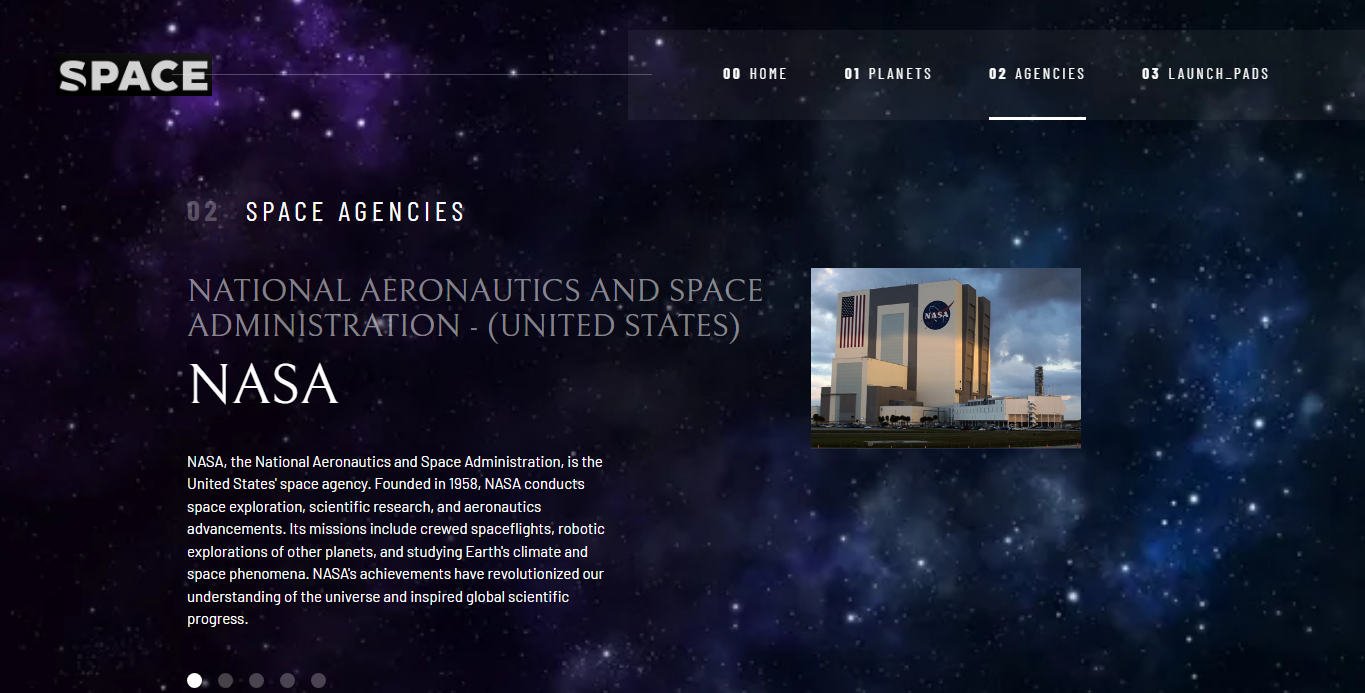 SPACE
00 HOME
01 PLANETS
02 AGENCIES
03 LAUNCH_PADS
02 SPACE AGENCIES
NATIONAL AERONAUTICS AND SPACE
ADMINISTRATION - (UNITED STATES)
NASA
NASA
NASA, the National Aeronautics and Space Administration, is the
United States' space agency. Founded in 1958, NASA conducts
space exploration, scientific research, and aeronautics
advancements. Its missions include crewed spaceflights, robotic
explorations of other planets, and studying Earth's climate and
space phenomena. NASA's achievements have revolutionized our
understanding of the universe and inspired global scientific
progress.